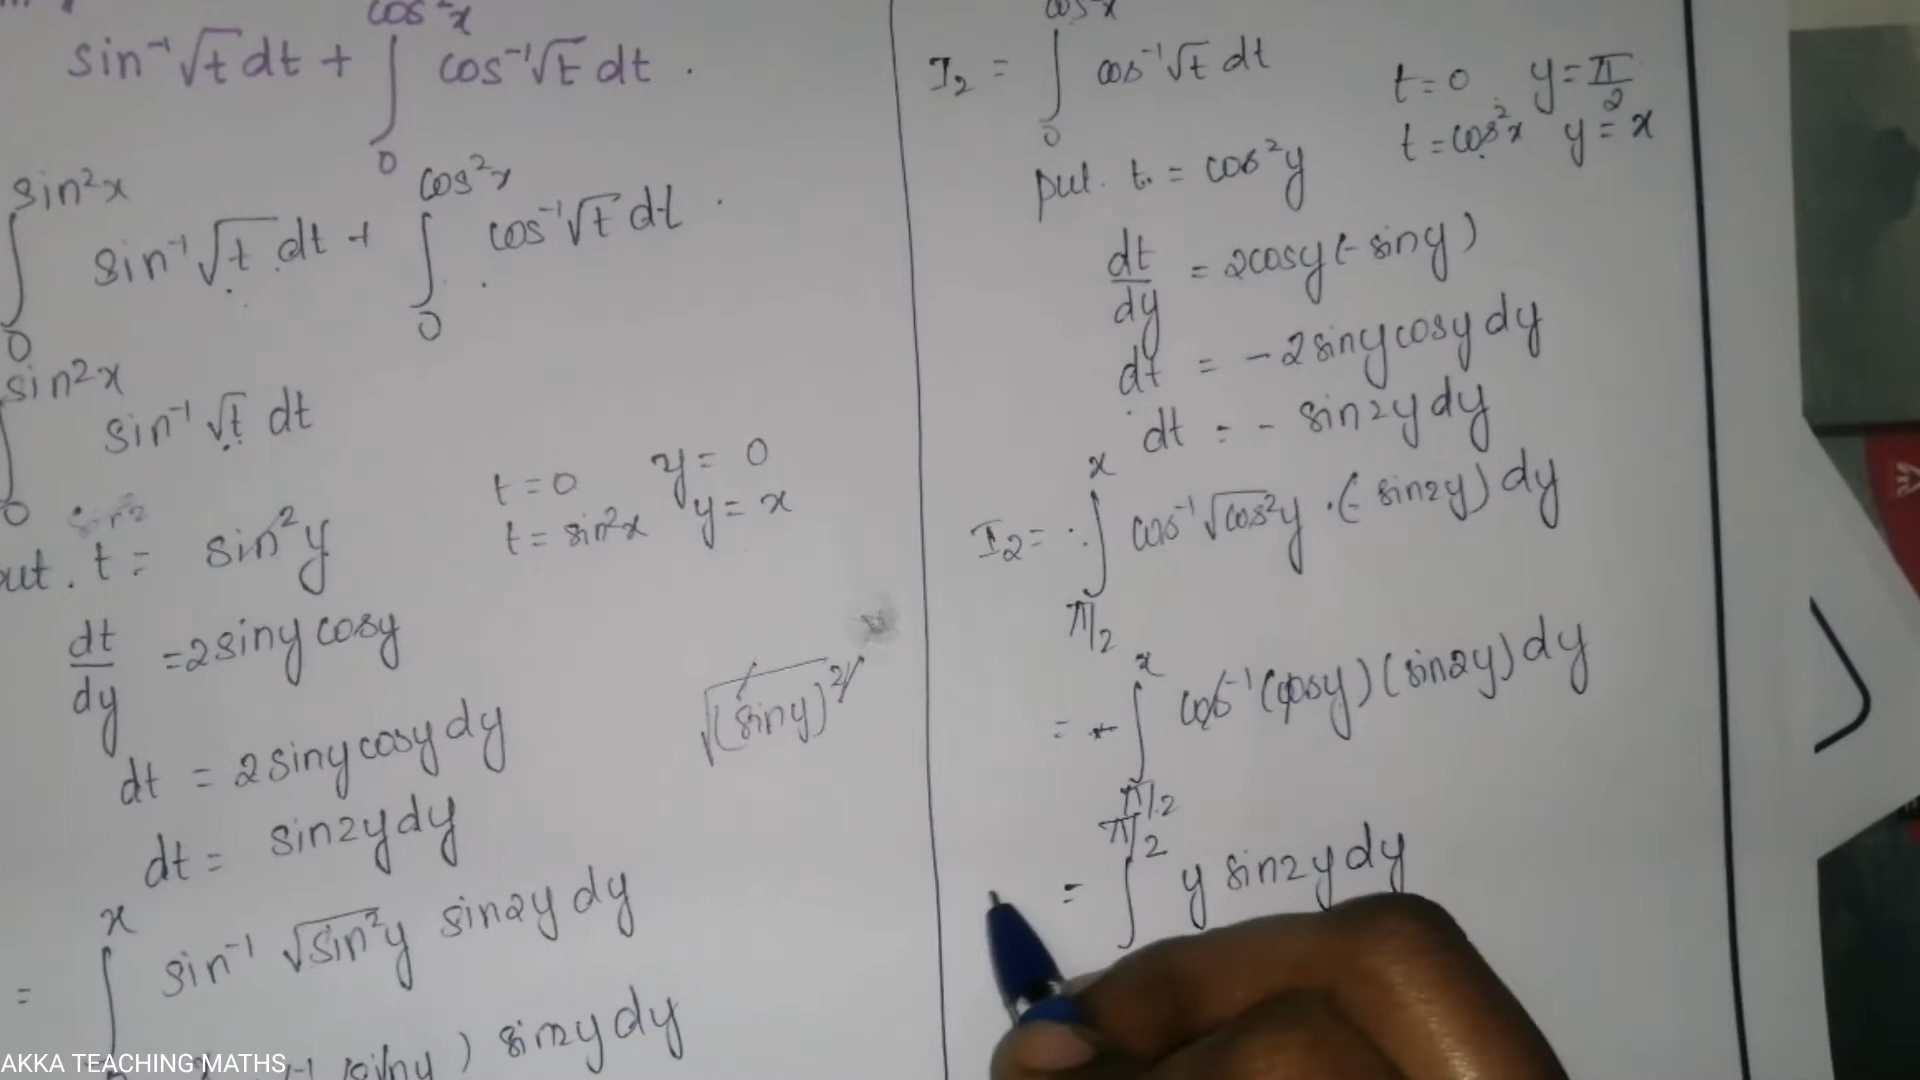 cos²x
sin⁻¹√t dt + ∫ cos⁻¹√t dt .
0
sin²x cos²x
∫ sin⁻¹√t dt + ∫ cos⁻¹√t dt .
0 0
sin²x
∫ sin⁻¹√t dt
0
t = 0 y = 0
t = sin²x y = x
put . t = sin²y
dt/dy = 2siny cosy
√(siny)²
dt = 2siny cosy dy
dt = sin2y dy
x
= ∫ sin⁻¹ √sin²y sin2y dy
) sin2y dy
cos²x
I₂ = ∫ cos⁻¹√t dt
0
t = 0 y = π/2
t = cos²x y = x
put . t = cos²y
dt/dy = 2cosy (- siny)
dt = - 2siny cosy dy
dt = - sin2y dy
x
I₂ = ∫ cos⁻¹ √cos²y . (- sin2y) dy
π/2
x
= - ∫ cos⁻¹ (cosy) (sin2y) dy
π/2
π/2
= ∫ y sin2y dy
AKKA TEACHING MATHS